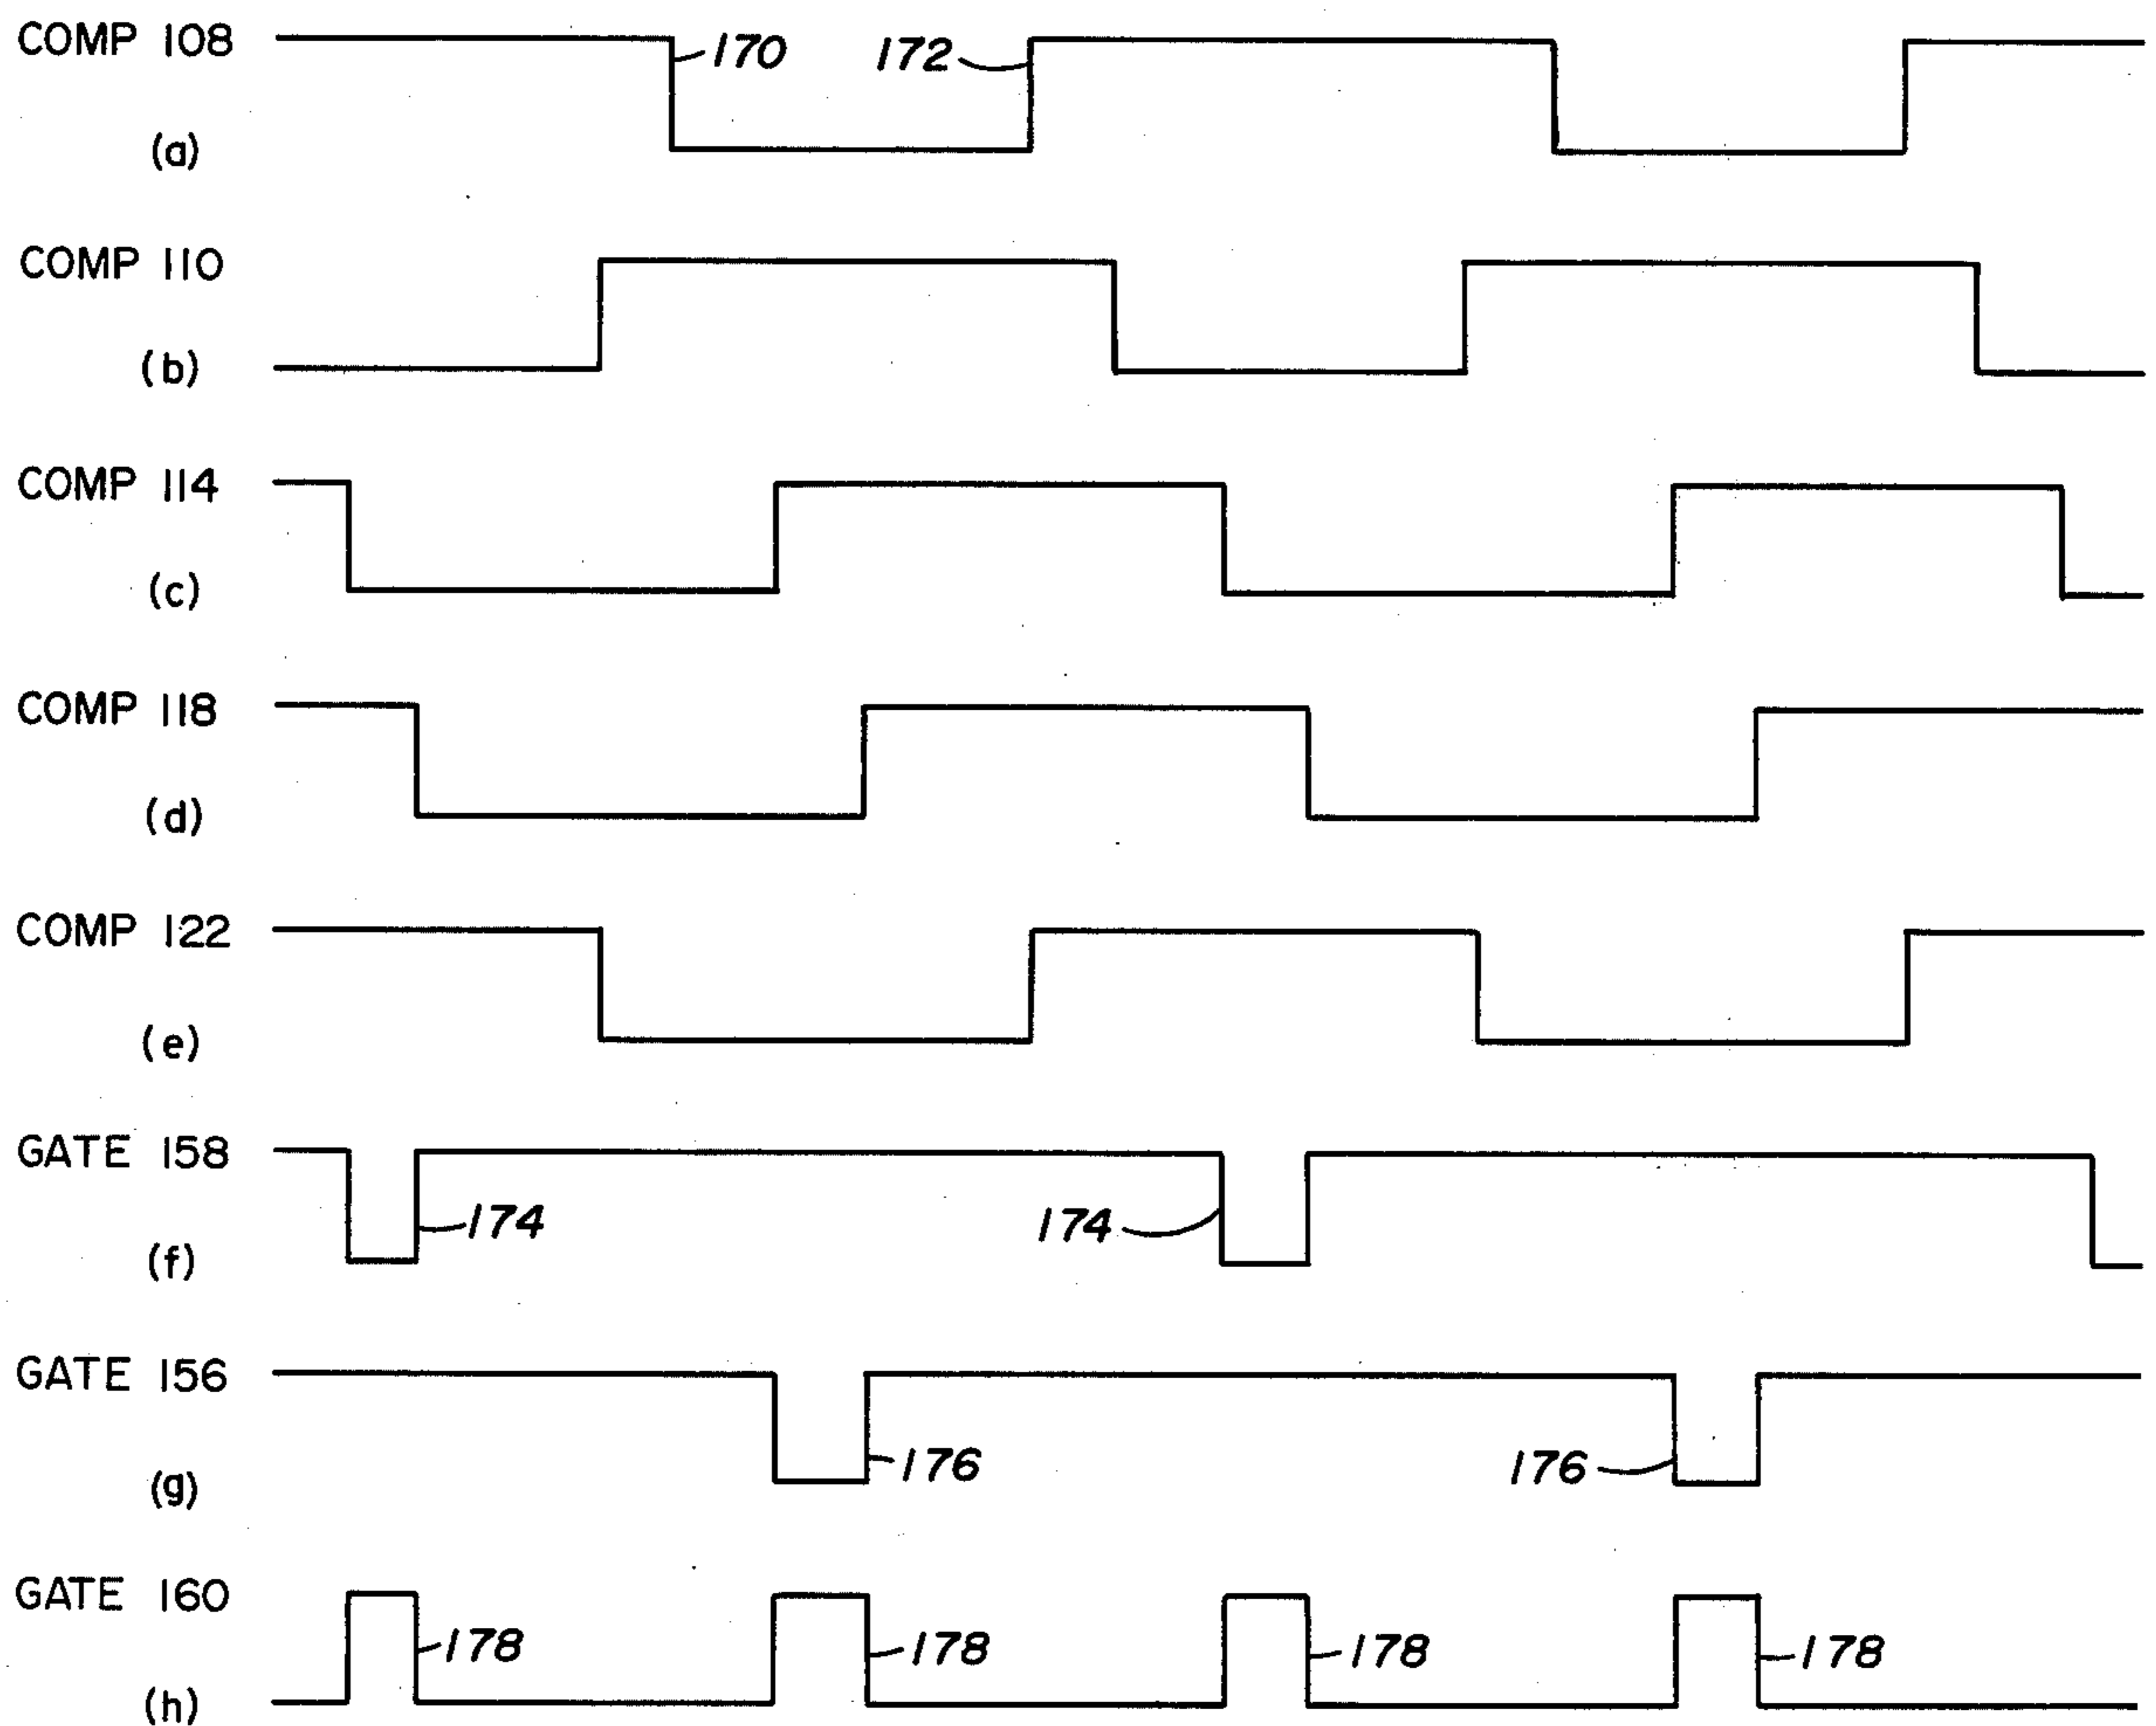 COMP 108
170
172
(a)
COMP 110
(b)
COMP 114
(c)
COMP 118
(d)
COMP 122
(e)
GATE 158
174
174
(f)
GATE 156
176
176
(g)
GATE 160
178
178
178
178
(h)